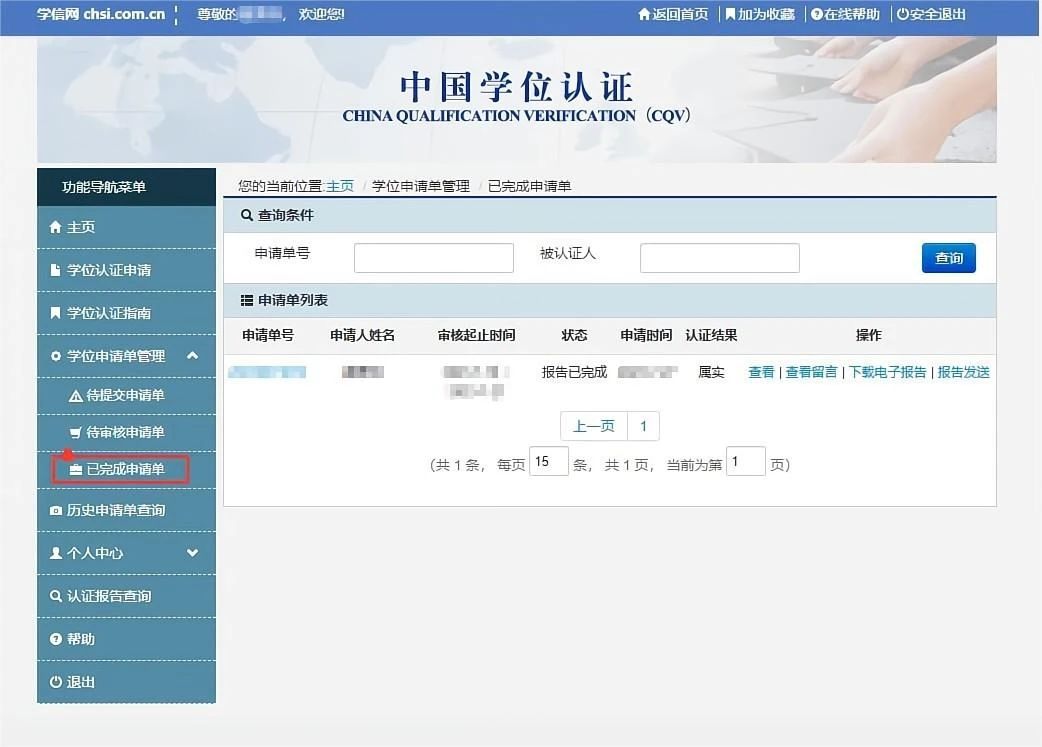 学信网 chsi.com.cn 尊敬的 ， 欢迎您! 返回首页 加为收藏 在线帮助 安全退出
中国学位认证
CHINA QUALIFICATION VERIFICATION（CQV）
功能导航菜单
主页
学位认证申请
学位认证指南
学位申请单管理
待提交申请单
待审核申请单
已完成申请单
历史申请单查询
个人中心
认证报告查询
帮助
退出
您的当前位置:主页 / 学位申请单管理 / 已完成申请单
查询条件
申请单号 被认证人 查询
申请单列表
申请单号 申请人姓名 审核起止时间 状态 申请时间 认证结果 操作
报告已完成 属实 查看 | 查看留言 | 下载电子报告 | 报告发送
上一页 1
（共 1 条， 每页 15 条， 共 1 页， 当前为第 1 页）